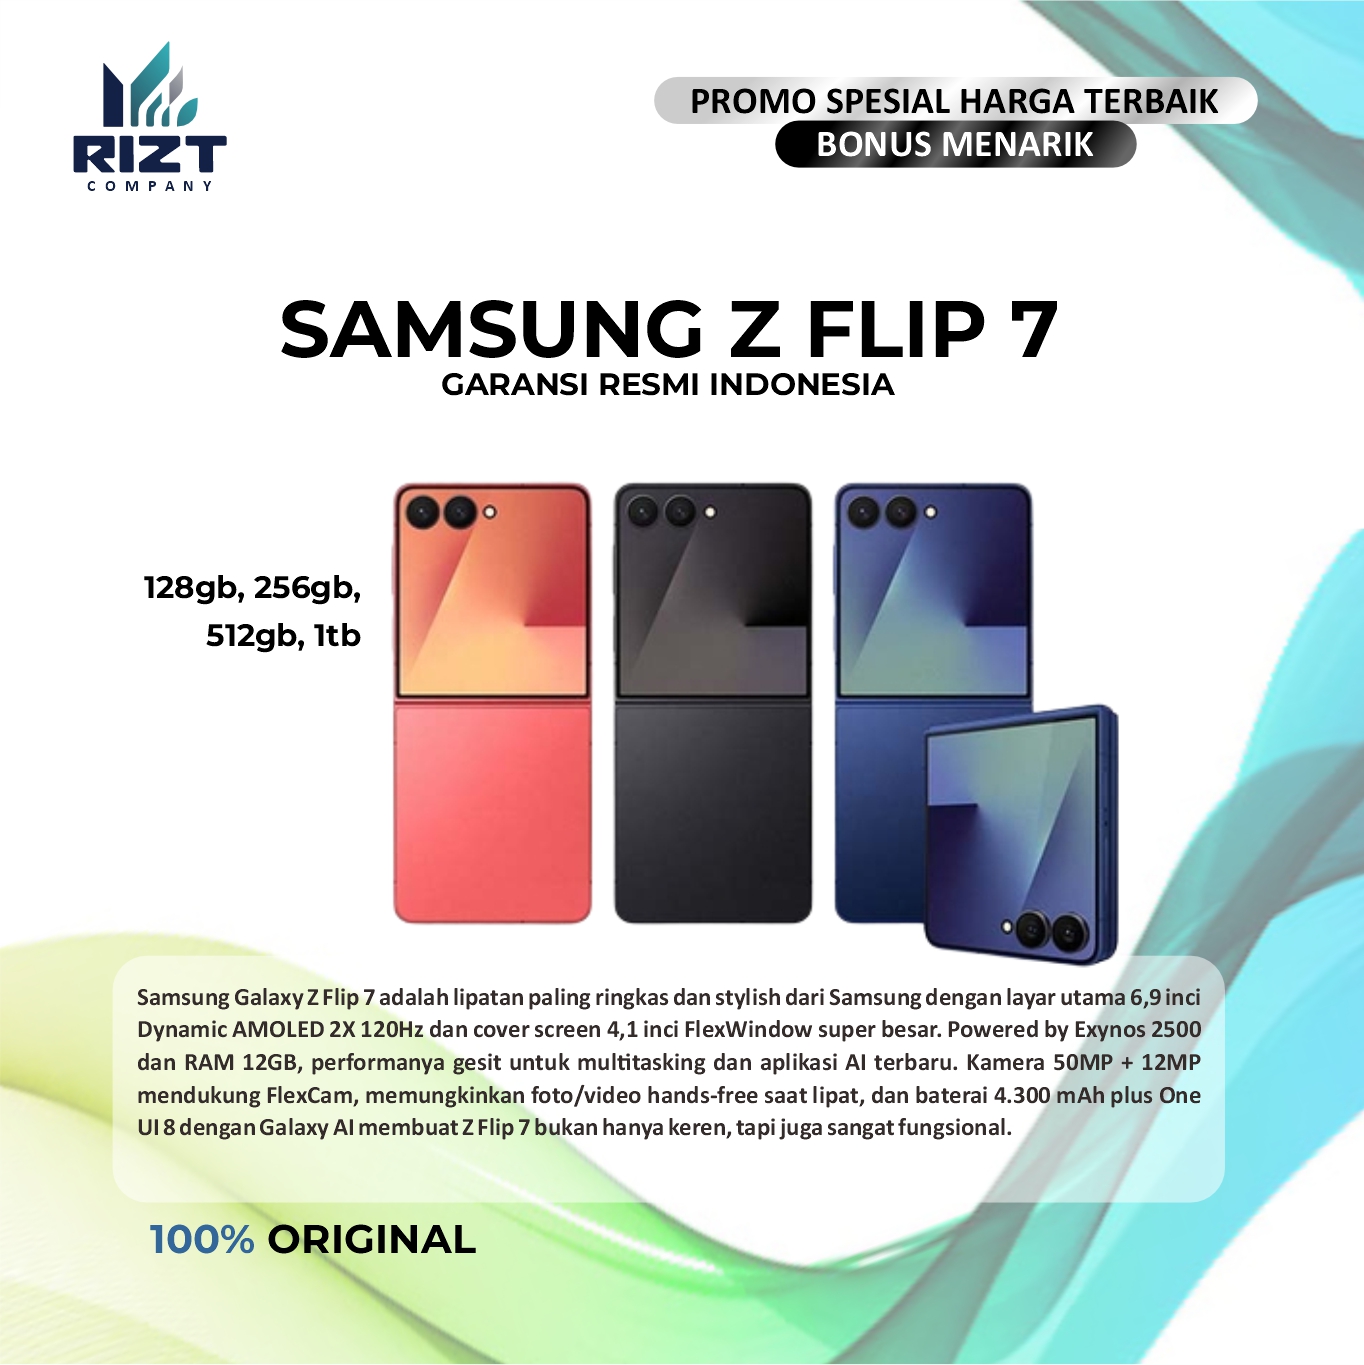 RIZT
COMPANY
PROMO SPESIAL HARGA TERBAIK
BONUS MENARIK
SAMSUNG Z FLIP 7
GARANSI RESMI INDONESIA
128gb, 256gb,
512gb, 1tb
Samsung Galaxy Z Flip 7 adalah lipatan paling ringkas dan stylish dari Samsung dengan layar utama 6,9 inci
Dynamic AMOLED 2X 120Hz dan cover screen 4,1 inci FlexWindow super besar. Powered by Exynos 2500
dan RAM 12GB, performanya gesit untuk multitasking dan aplikasi AI terbaru. Kamera 50MP + 12MP
mendukung FlexCam, memungkinkan foto/video hands-free saat lipat, dan baterai 4.300 mAh plus One
UI 8 dengan Galaxy AI membuat Z Flip 7 bukan hanya keren, tapi juga sangat fungsional.
100% ORIGINAL